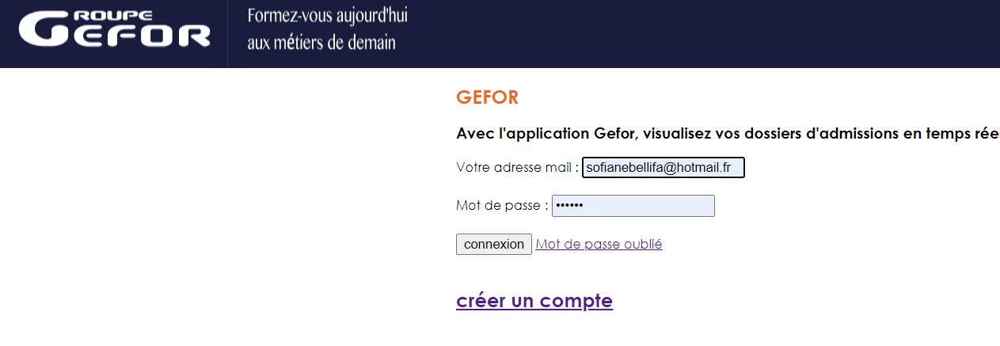 GROUPE
GEFOR
Formez-vous aujourd'hui
aux métiers de demain
GEFOR
Avec l'application Gefor, visualisez vos dossiers d'admissions en temps rée
Votre adresse mail : sofianebellifa@hotmail.fr
Mot de passe : ••••••
connexion Mot de passe oublié
créer un compte